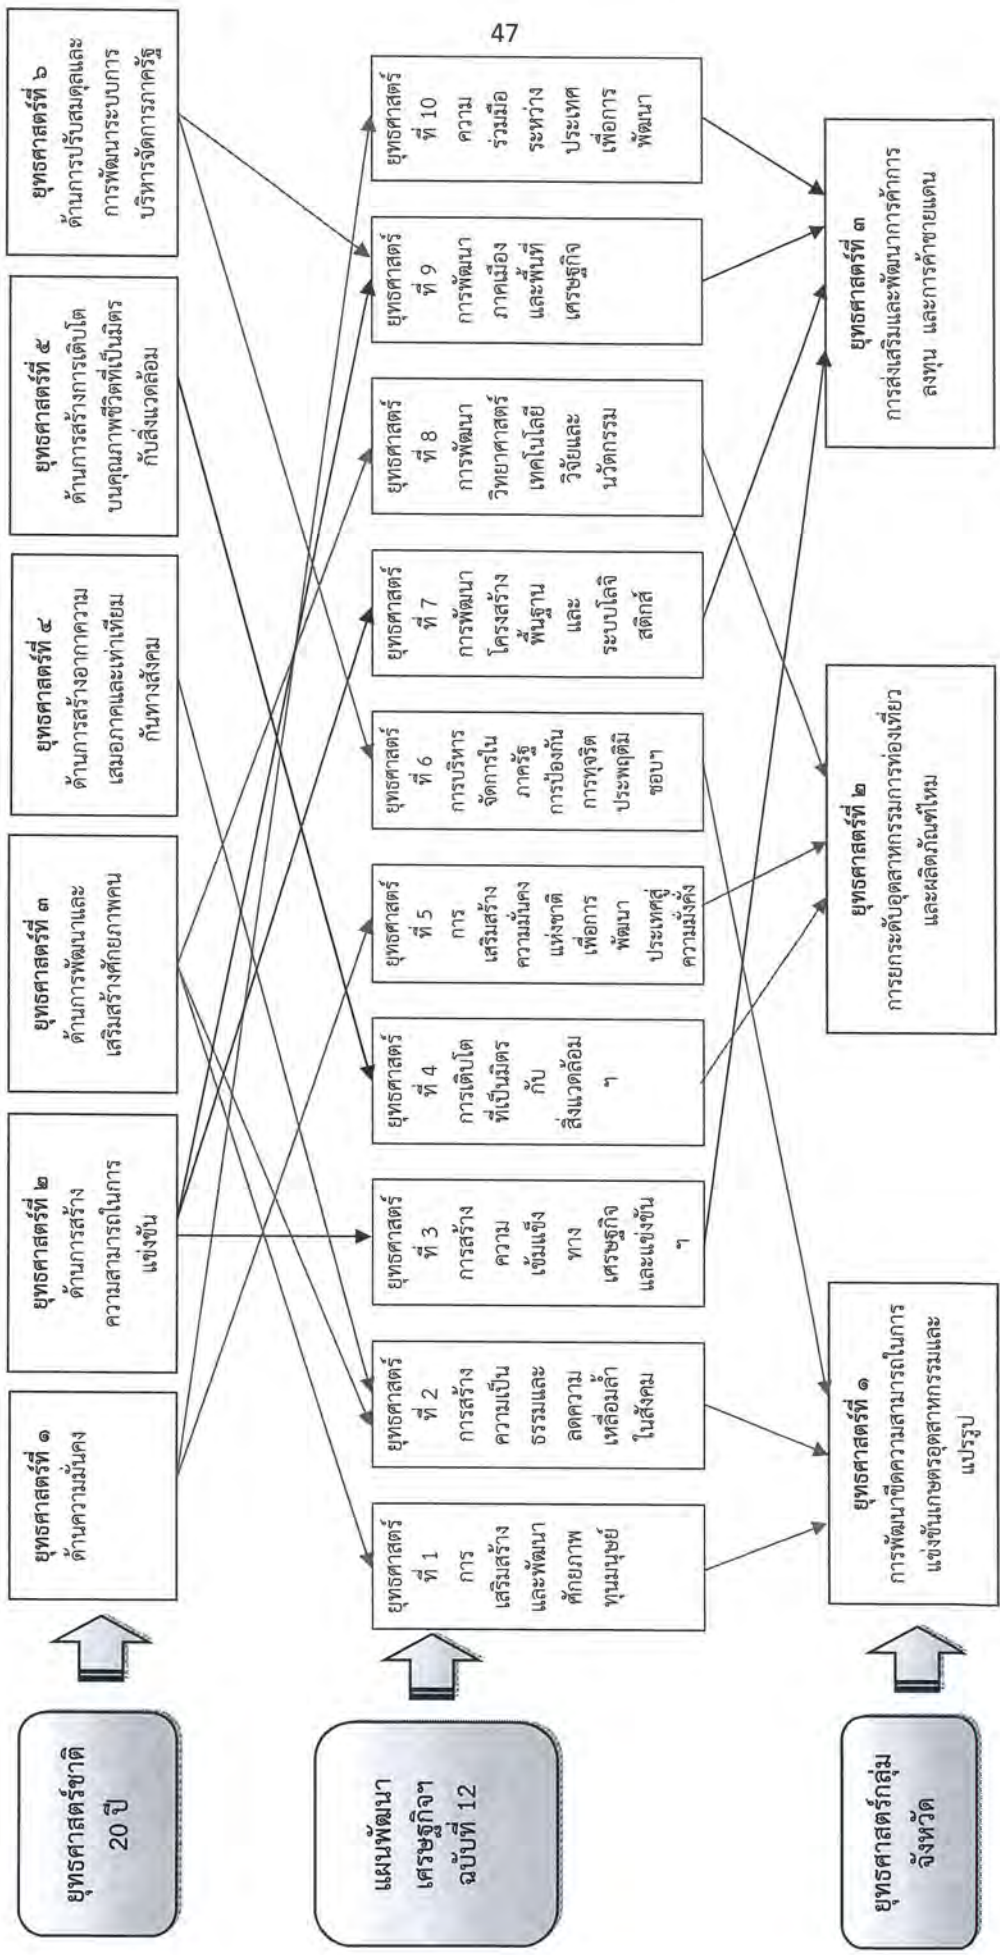 47
ยุทธศาสตร์ชาติ
20 ปี
ยุทธศาสตร์ที่ ๑
ด้านความมั่นคง
ยุทธศาสตร์ที่ ๒
ด้านการสร้าง
ความสามารถในการ
แข่งขัน
ยุทธศาสตร์ที่ ๓
ด้านการพัฒนาและ
เสริมสร้างศักยภาพคน
ยุทธศาสตร์ที่ ๔
ด้านการสร้างอากาความ
เสมอภาคและเท่าเทียม
กันทางสังคม
ยุทธศาสตร์ที่ ๕
ด้านการสร้างการเติบโต
บนคุณภาพชีวิตที่เป็นมิตร
กับสิ่งแวดล้อม
ยุทธศาสตร์ที่ ๖
ด้านการปรับสมดุลและ
การพัฒนาระบบการ
บริหารจัดการภาครัฐ
แผนพัฒนา
เศรษฐกิจฯ
ฉบับที่ 12
ยุทธศาสตร์
ที่ 1
การ
เสริมสร้าง
และพัฒนา
ศักยภาพ
ทุนมนุษย์
ยุทธศาสตร์
ที่ 2
การสร้าง
ความเป็น
ธรรมและ
ลดความ
เหลื่อมล้ำ
ในสังคม
ยุทธศาสตร์
ที่ 3
การสร้าง
ความ
เข้มแข็ง
ทาง
เศรษฐกิจ
และแข่งขัน
ๆ
ยุทธศาสตร์
ที่ 4
การเติบโต
ที่เป็นมิตร
กับ
สิ่งแวดล้อม
ๆ
ยุทธศาสตร์
ที่ 5
การ
เสริมสร้าง
ความมั่นคง
แห่งชาติ
เพื่อการ
พัฒนา
ประเทศสู่
ความมั่งคั่ง
ยุทธศาสตร์
ที่ 6
การบริหาร
จัดการใน
ภาครัฐ
การป้องกัน
การทุจริต
ประพฤติมิ
ชอบฯ
ยุทธศาสตร์
ที่ 7
การพัฒนา
โครงสร้าง
พื้นฐาน
และ
ระบบโลจิ
สติกส์
ยุทธศาสตร์
ที่ 8
การพัฒนา
วิทยาศาสตร์
เทคโนโลยี
วิจัยและ
นวัตกรรม
ยุทธศาสตร์
ที่ 9
การพัฒนา
ภาคเมือง
และพื้นที่
เศรษฐกิจ
ยุทธศาสตร์
ที่ 10
ความ
ร่วมมือ
ระหว่าง
ประเทศ
เพื่อการ
พัฒนา
ยุทธศาสตร์กลุ่ม
จังหวัด
ยุทธศาสตร์ที่ ๑
การพัฒนาขีดความสามารถในการ
แข่งขันเกษตรอุตสาหกรรมและ
แปรรูป
ยุทธศาสตร์ที่ ๒
การยกระดับอุตสาหกรรมการท่องเที่ยว
และผลิตภัณฑ์ไหม
ยุทธศาสตร์ที่ ๓
การส่งเสริมและพัฒนาการค้าการ
ลงทุน และการค้าชายแดน